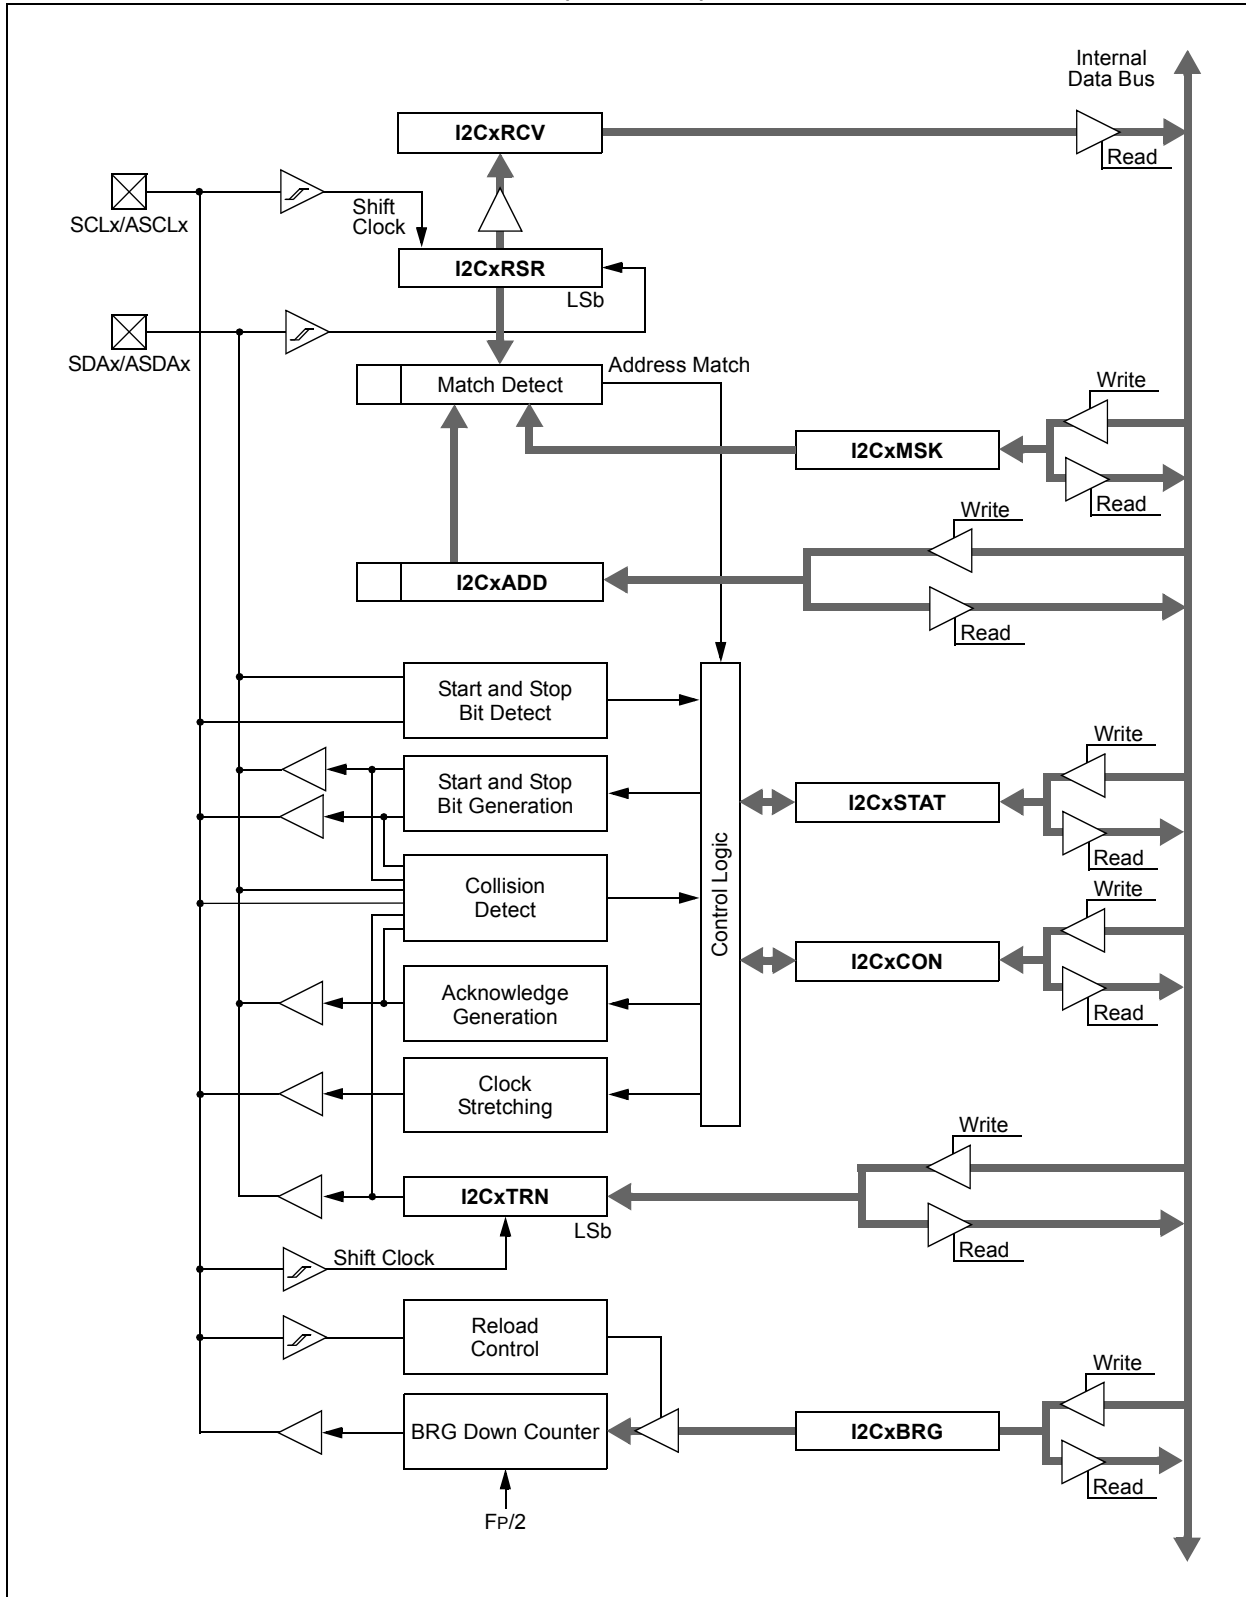 Internal
Data Bus
I2CxRCV
Read
SCLx/ASCLx
Shift
Clock
I2CxRSR
LSb
SDAx/ASDAx
Match Detect
Address Match
Write
I2CxMSK
Read
Write
I2CxADD
Read
Start and Stop
Bit Detect
Write
Start and Stop
Bit Generation
I2CxSTAT
Read
Control Logic
Collision
Detect
Write
I2CxCON
Read
Acknowledge
Generation
Clock
Stretching
Write
I2CxTRN
LSb
Read
Shift Clock
Reload
Control
Write
BRG Down Counter
I2CxBRG
Read
FP/2